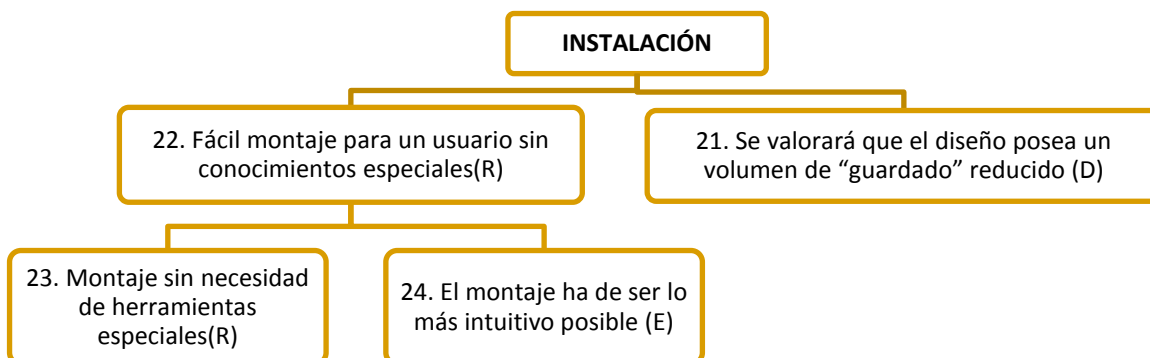 INSTALACIÓN
22. Fácil montaje para un usuario sin
conocimientos especiales(R)
21. Se valorará que el diseño posea un
volumen de “guardado” reducido (D)
23. Montaje sin necesidad
de herramientas
especiales(R)
24. El montaje ha de ser lo
más intuitivo posible (E)